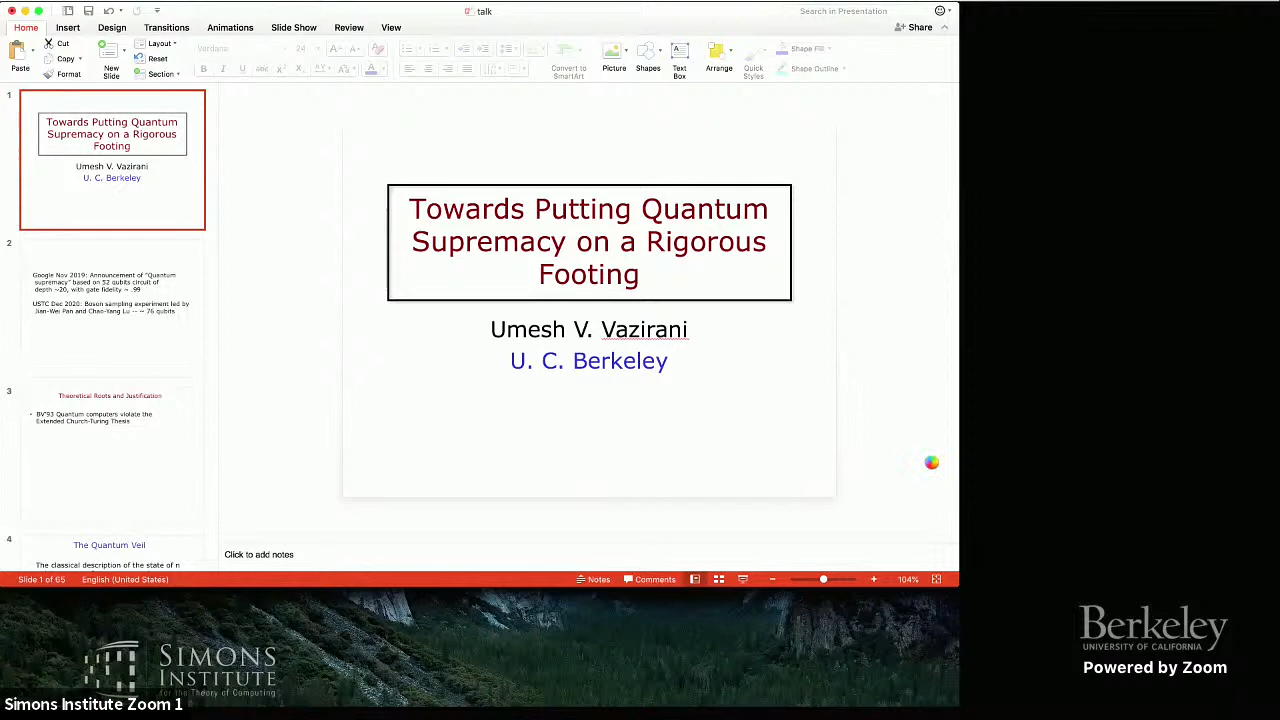 talk
Search in Presentation
Home Insert Design Transitions Animations Slide Show Review View
Share
Paste
Cut
Copy
Format
New
Slide
Layout
Reset
Section
Verdana
24
Convert to
SmartArt
Picture
Shapes
Text
Box
Arrange
Quick
Styles
Shape Fill
Shape Outline
1
Towards Putting Quantum
Supremacy on a Rigorous
Footing
Umesh V. Vazirani
U. C. Berkeley
2
Google Nov 2019: Announcement of "Quantum
supremacy" based on 52 qubits circuit of
depth ~20, with gate fidelity ~ .99
USTC Dec 2020: Boson sampling experiment led by
Jian-Wei Pan and Chao-Yang Lu -- ~ 76 qubits
3
Theoretical Roots and Justification
• BV'93 Quantum computers violate the
Extended Church-Turing Thesis
4
The Quantum Veil
The classical description of the state of n
Towards Putting Quantum
Supremacy on a Rigorous
Footing
Umesh V. Vazirani
U. C. Berkeley
Click to add notes
Slide 1 of 65 English (United States)
Notes Comments
104%
SIMONS
INSTITUTE
for the Theory of Computing
Simons Institute Zoom 1
Berkeley
UNIVERSITY OF CALIFORNIA
Powered by Zoom